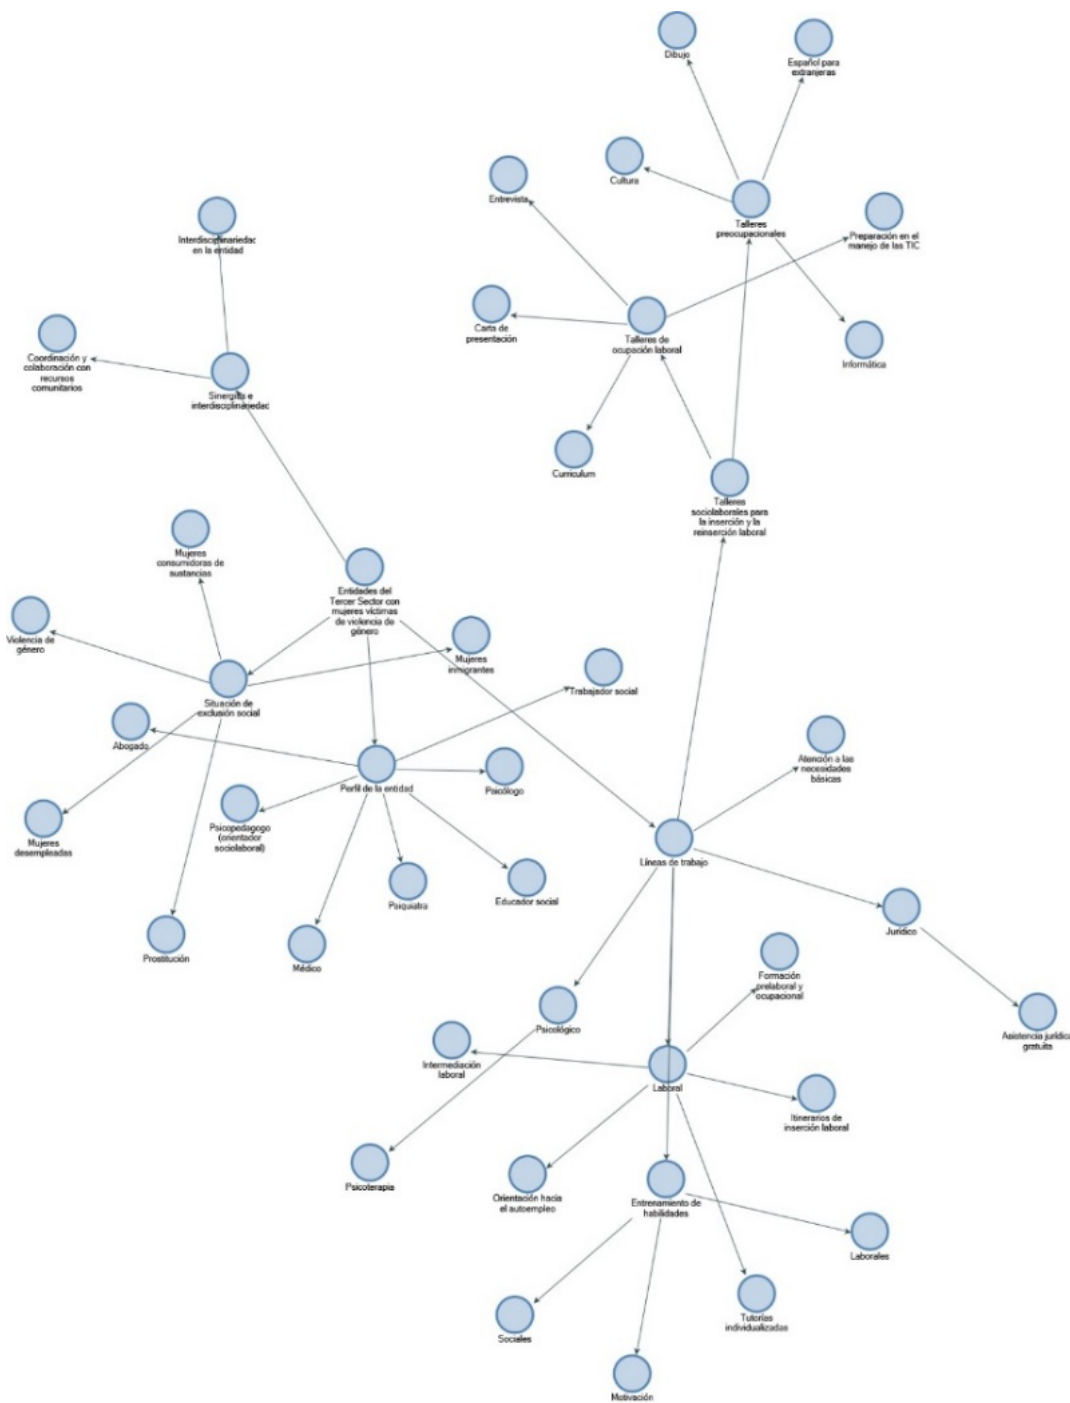 Dibujo
Español para
extranjeras
Cultura
Entrevista
Talleres
preocupacionales
Preparación en el
manejo de las TIC
Interdisciplinariedac
en la entidad
Carta de
presentación
Talleres de
ocupación laboral
Informática
Coordinación y
colaboración con
recursos
comunitarios
Sinergias e
interdisciplinariedac
Curriculum
Talleres
sociolaborales para
la inserción y la
reinserción laboral
Mujeres
consumidoras de
sustancias
Entidades del
Tercer Sector con
mujeres víctimas
de violencia de
género
Violencia de
género
Mujeres
inmigrantes
Situación de
exclusión social
Trabajador social
Abogado
Atención a las
necesidades
básicas
Perfil de la entidad
Psicólogo
Psicopedagogo
(orientador
sociolaboral)
Mujeres
desempleadas
Líneas de trabajo
Psiquiatra
Educador social
Jurídico
Prostitución
Médico
Formación
prelaboral y
ocupacional
Psicológico
Asistencia jurídica
gratuita
Intermediación
laboral
Laboral
Itinerarios de
inserción laboral
Psicoterapia
Orientación hacia
el autoempleo
Entrenamiento de
habilidades
Laborales
Tutorías
individualizadas
Sociales
Motivación